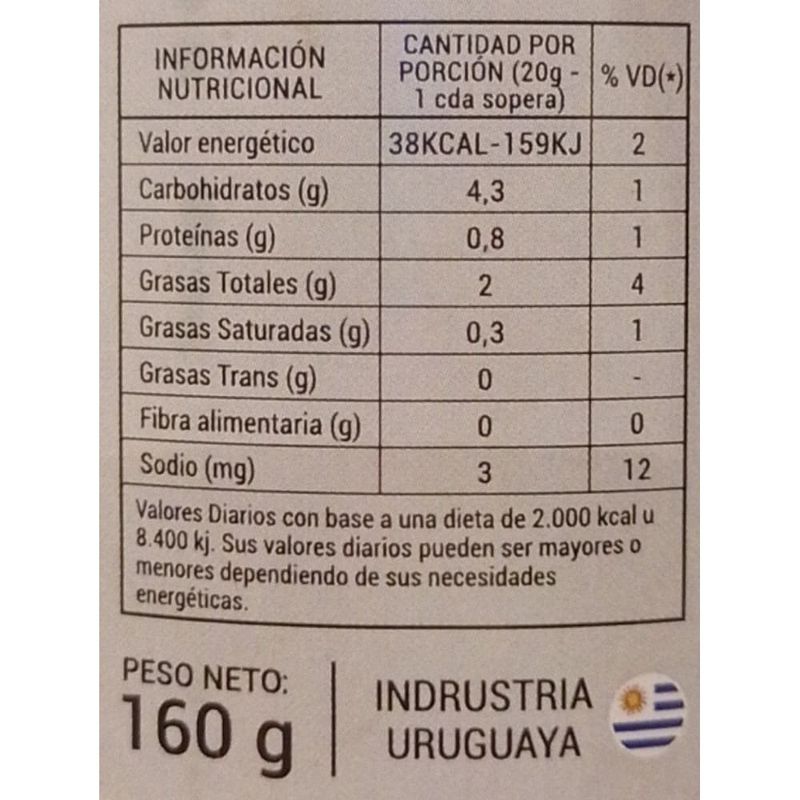 INFORMACIÓN
NUTRICIONAL
CANTIDAD POR
PORCIÓN (20g -
1 cda sopera)
% VD(*)
Valor energético 38KCAL-159KJ 2
Carbohidratos (g) 4,3 1
Proteínas (g) 0,8 1
Grasas Totales (g) 2 4
Grasas Saturadas (g) 0,3 1
Grasas Trans (g) 0 -
Fibra alimentaria (g) 0 0
Sodio (mg) 3 12
Valores Diarios con base a una dieta de 2.000 kcal u
8.400 kj. Sus valores diarios pueden ser mayores o
menores dependiendo de sus necesidades
energéticas.
PESO NETO:
160 g
INDRUSTRIA
URUGUAYA